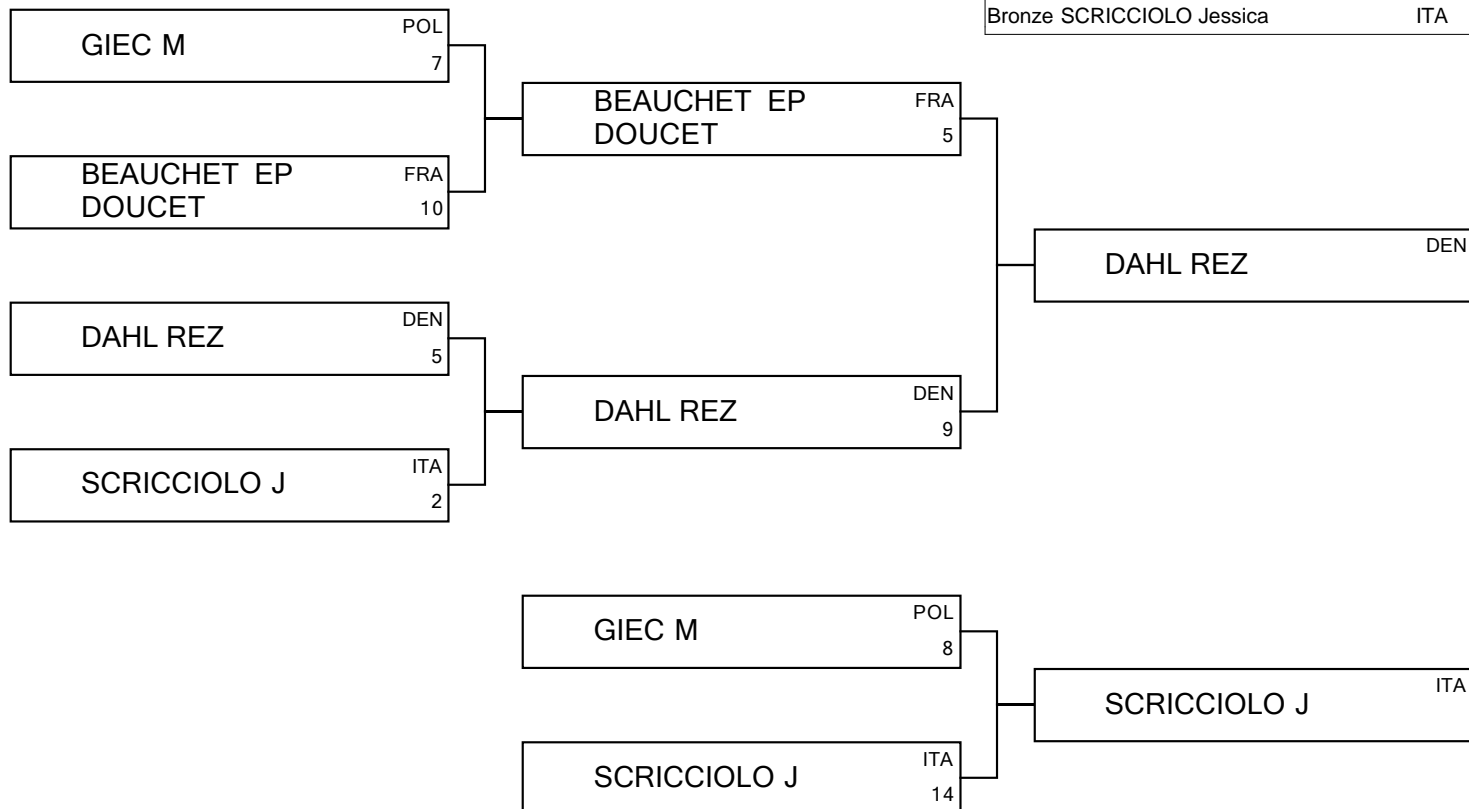 Bronze SCRICCIOLO Jessica ITA
GIEC M POL
7
BEAUCHET EP FRA
DOUCET 5
BEAUCHET EP FRA
DOUCET 10
DAHL REZ DEN
DAHL REZ DEN
5
DAHL REZ DEN
9
SCRICCIOLO J ITA
2
GIEC M POL
8
SCRICCIOLO J ITA
SCRICCIOLO J ITA
14